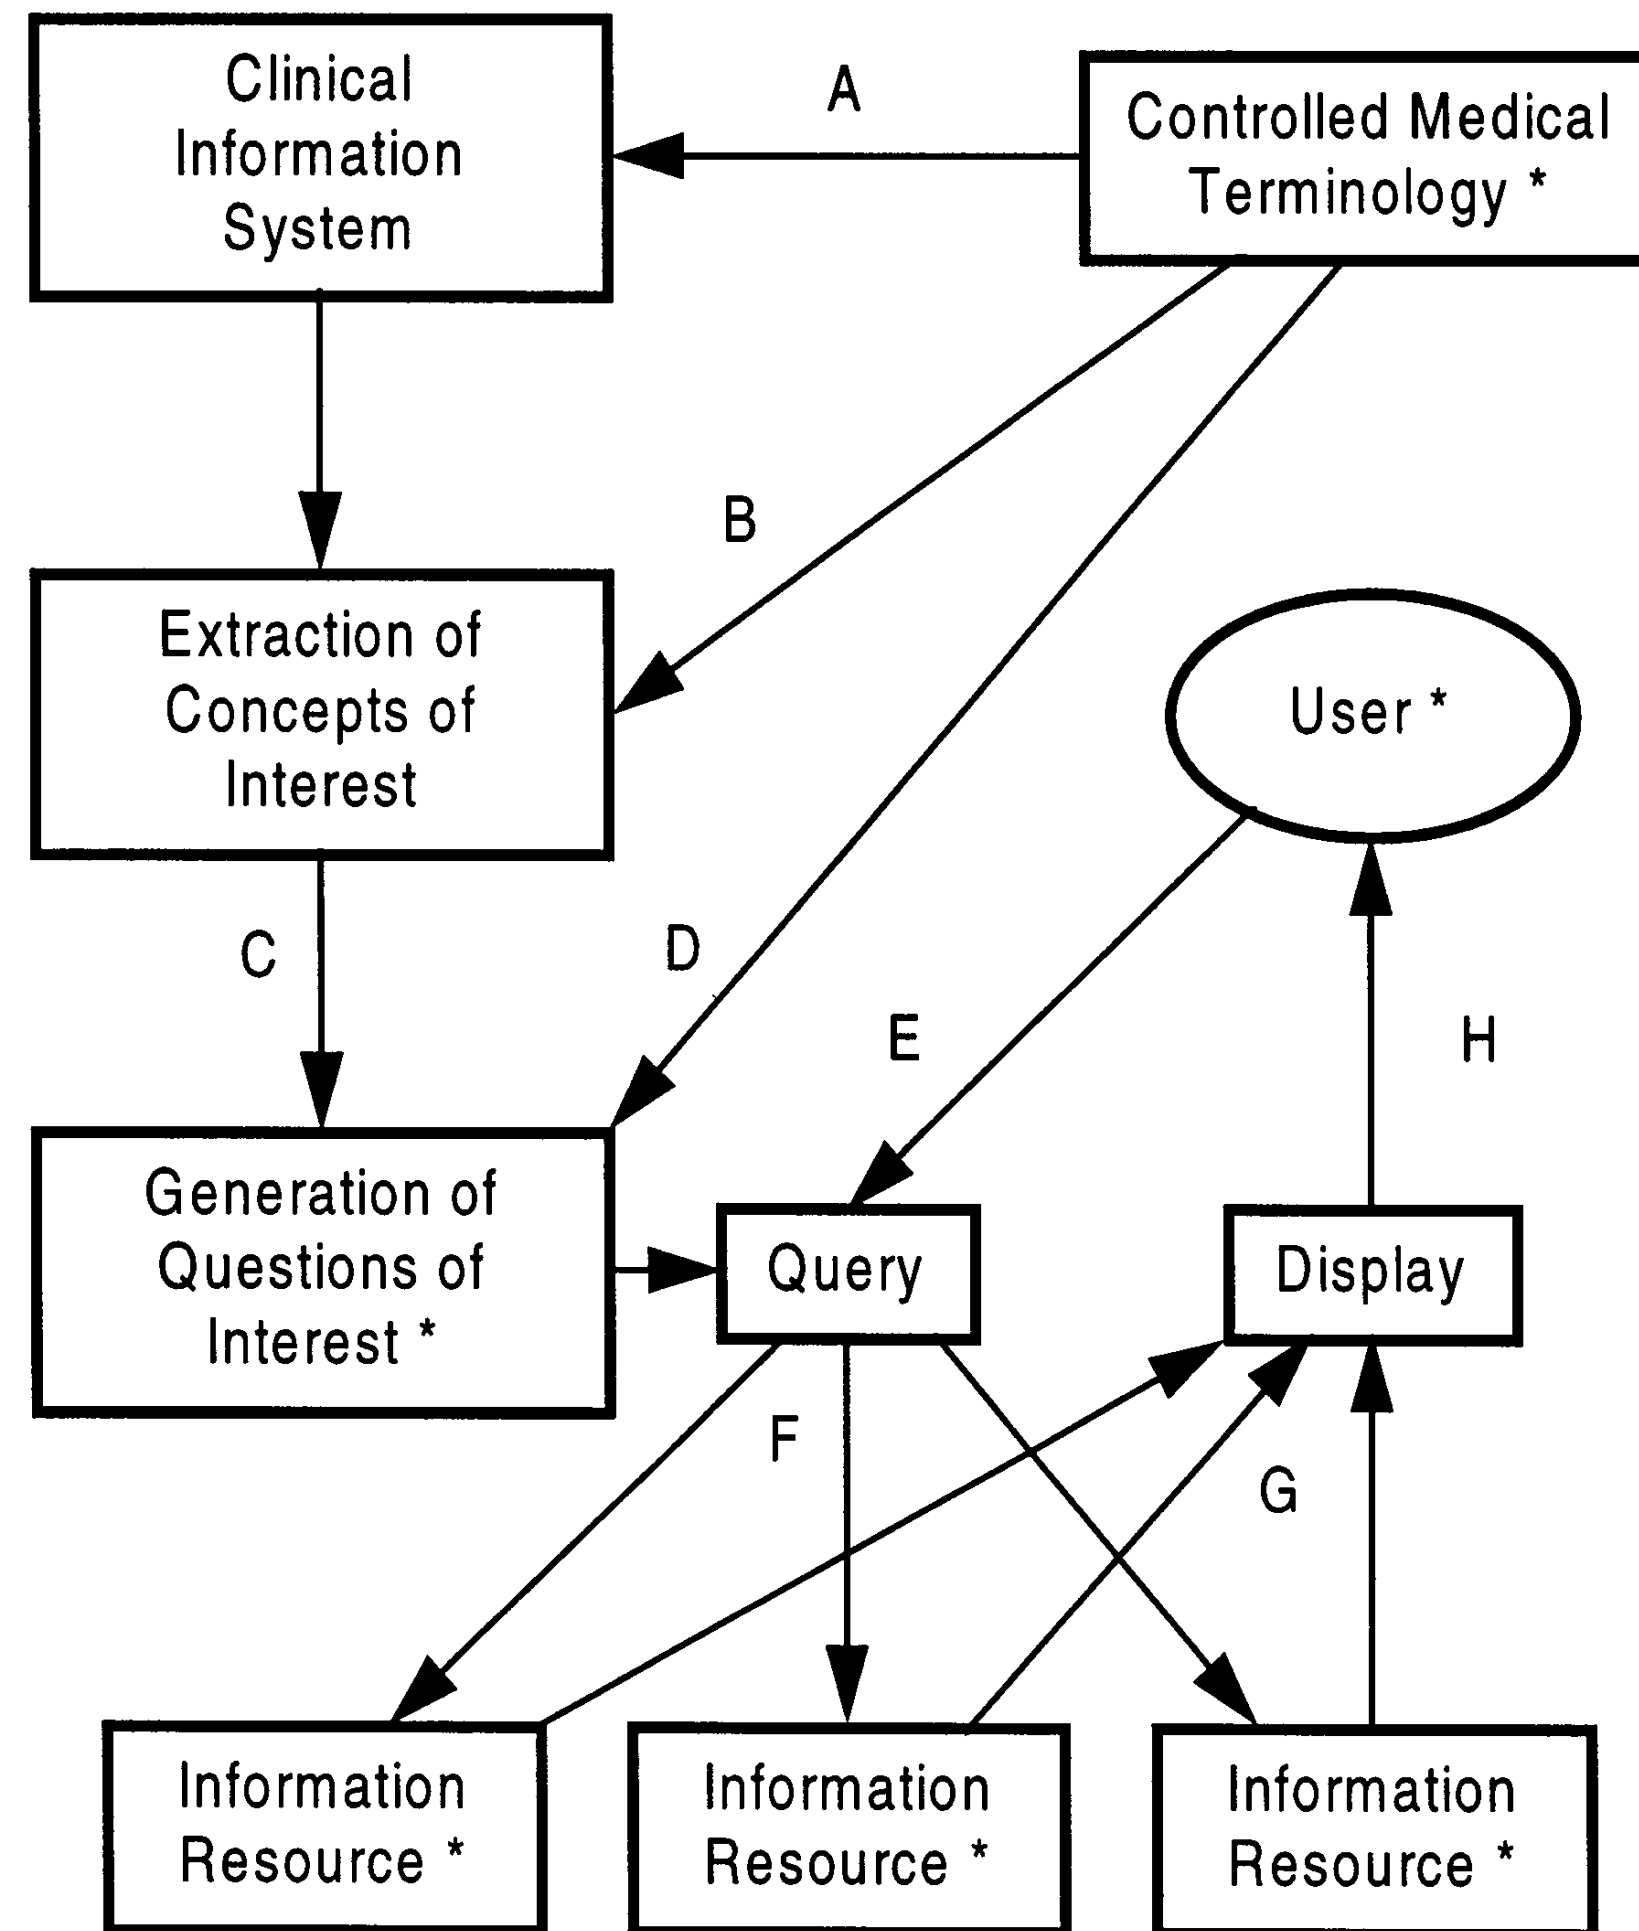 Clinical
Information
System
A
Controlled Medical
Terminology *
B
Extraction of
Concepts of
Interest
User *
C
D
E
H
Generation of
Questions of
Interest *
Query
Display
F
G
Information
Resource *
Information
Resource *
Information
Resource *